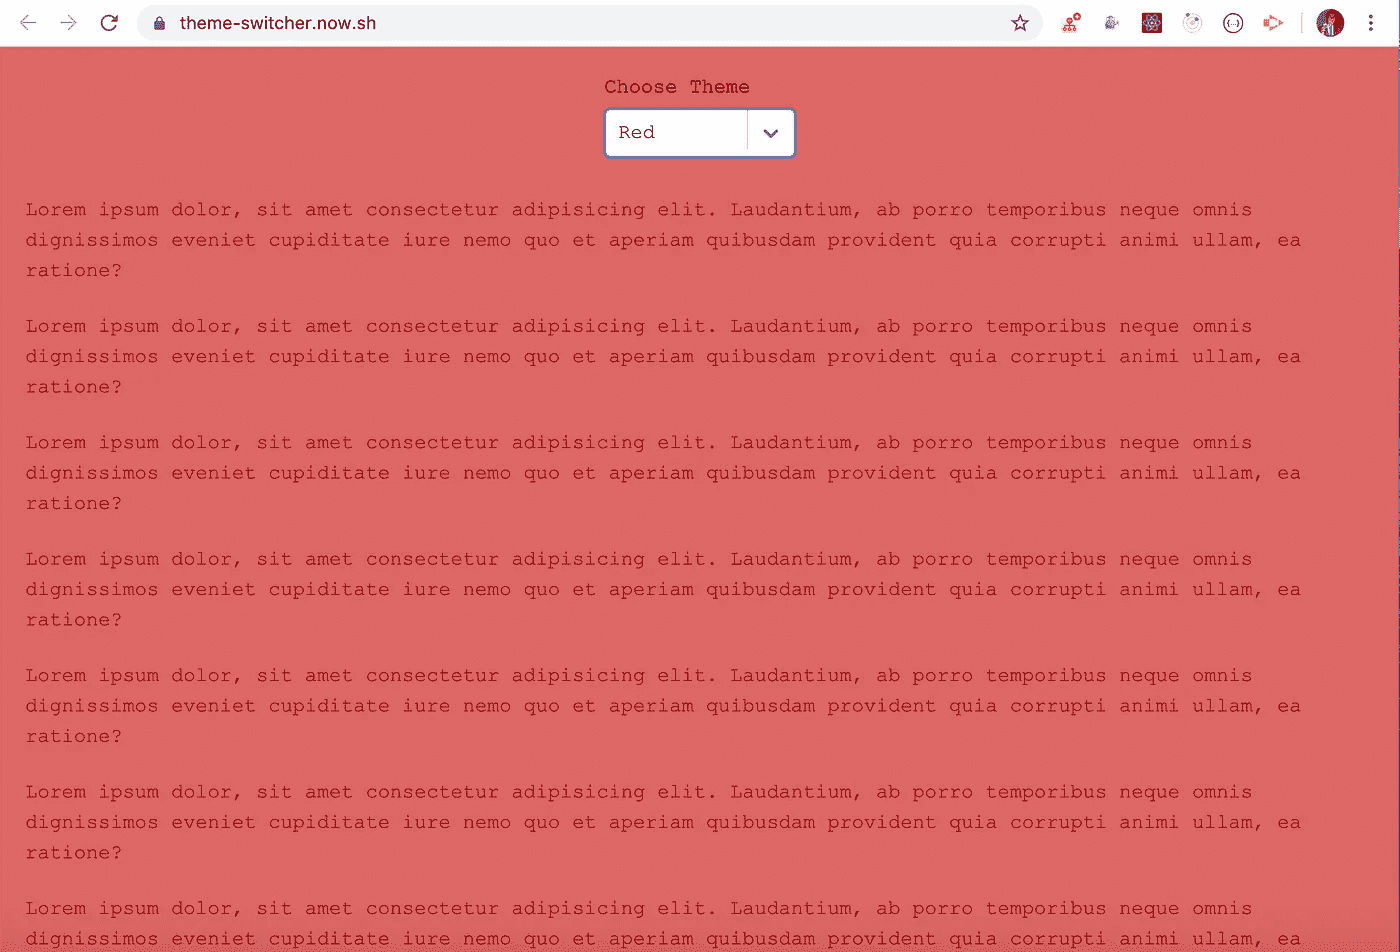 theme-switcher.now.sh
Choose Theme
Red
Lorem ipsum dolor, sit amet consectetur adipisicing elit. Laudantium, ab porro temporibus neque omnis
dignissimos eveniet cupiditate iure nemo quo et aperiam quibusdam provident quia corrupti animi ullam, ea
ratione?
Lorem ipsum dolor, sit amet consectetur adipisicing elit. Laudantium, ab porro temporibus neque omnis
dignissimos eveniet cupiditate iure nemo quo et aperiam quibusdam provident quia corrupti animi ullam, ea
ratione?
Lorem ipsum dolor, sit amet consectetur adipisicing elit. Laudantium, ab porro temporibus neque omnis
dignissimos eveniet cupiditate iure nemo quo et aperiam quibusdam provident quia corrupti animi ullam, ea
ratione?
Lorem ipsum dolor, sit amet consectetur adipisicing elit. Laudantium, ab porro temporibus neque omnis
dignissimos eveniet cupiditate iure nemo quo et aperiam quibusdam provident quia corrupti animi ullam, ea
ratione?
Lorem ipsum dolor, sit amet consectetur adipisicing elit. Laudantium, ab porro temporibus neque omnis
dignissimos eveniet cupiditate iure nemo quo et aperiam quibusdam provident quia corrupti animi ullam, ea
ratione?
Lorem ipsum dolor, sit amet consectetur adipisicing elit. Laudantium, ab porro temporibus neque omnis
dignissimos eveniet cupiditate iure nemo quo et aperiam quibusdam provident quia corrupti animi ullam, ea
ratione?
Lorem ipsum dolor, sit amet consectetur adipisicing elit. Laudantium, ab porro temporibus neque omnis
dignissimos eveniet cupiditate iure nemo quo et aperiam quibusdam provident quia corrupti animi ullam, ea